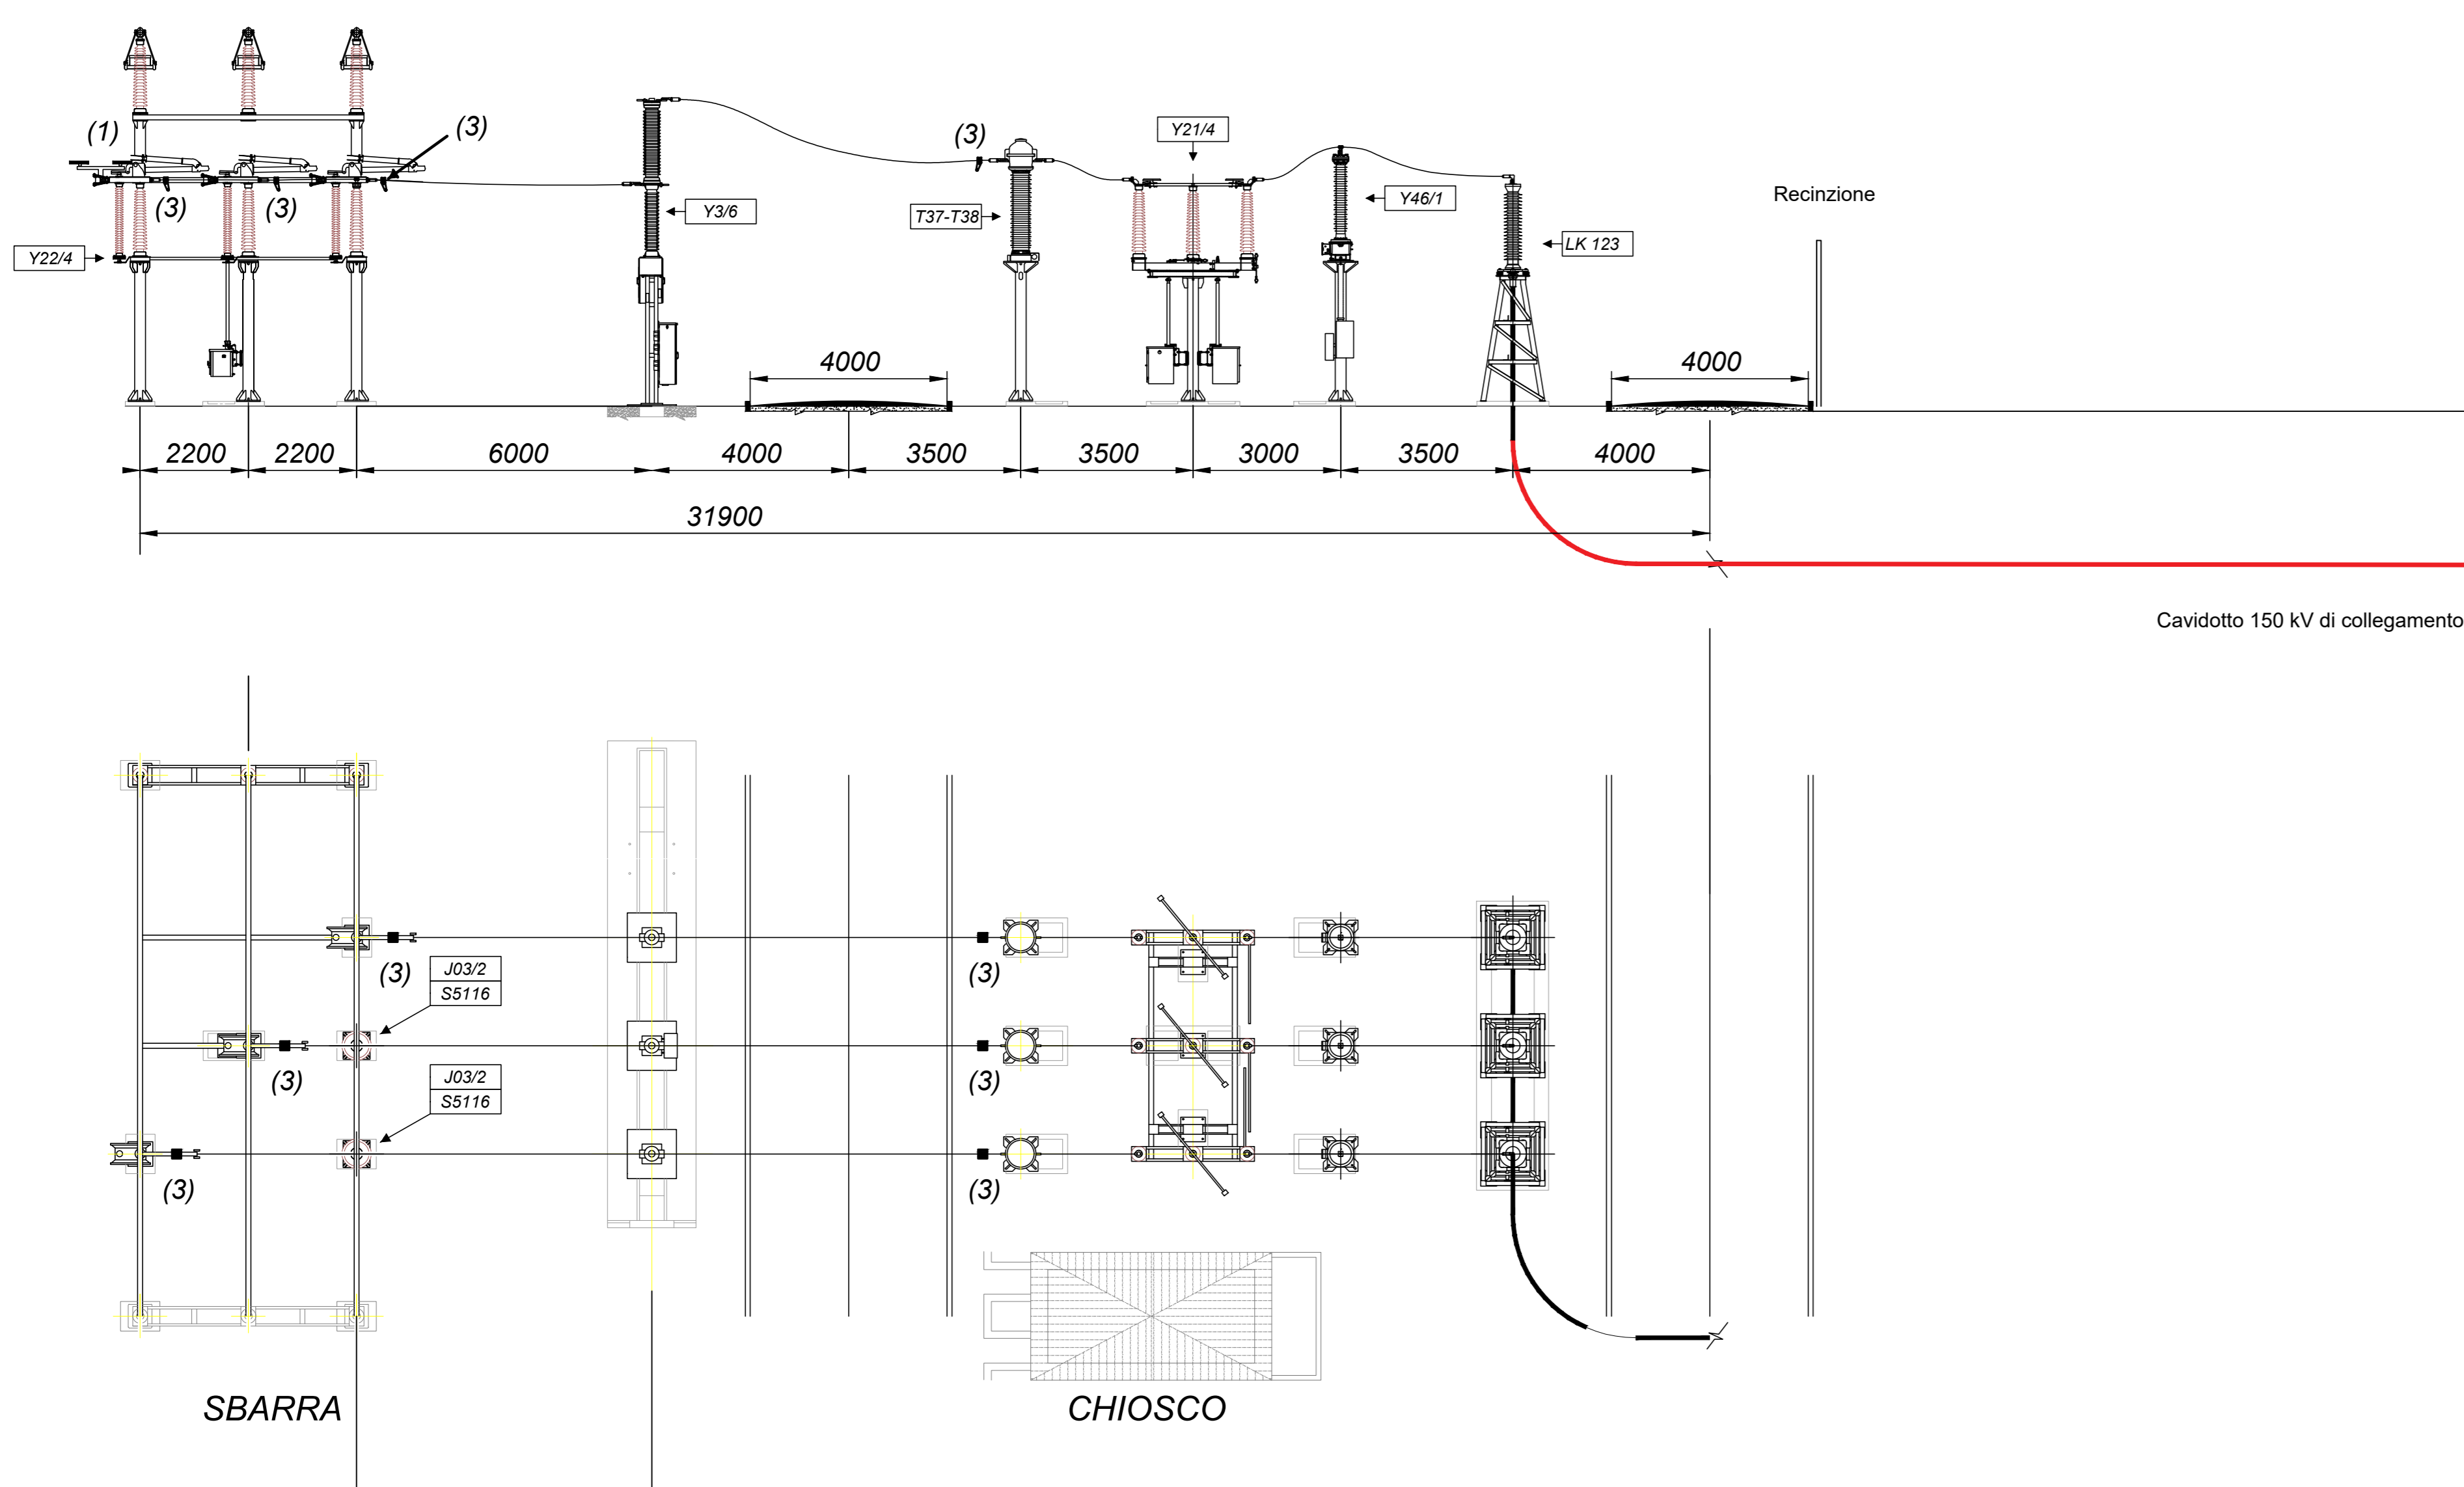 (1)
(3)
(3)
Y21/4
(3)
(3)
Y3/6
T37-T38
Y46/1
Recinzione
Y22/4
LK 123
4000
4000
2200
2200
6000
4000
3500
3500
3000
3500
4000
31900
Cavidotto 150 kV di collegamento
(3)
J03/2
S5116
(3)
(3)
J03/2
S5116
(3)
(3)
(3)
SBARRA
CHIOSCO